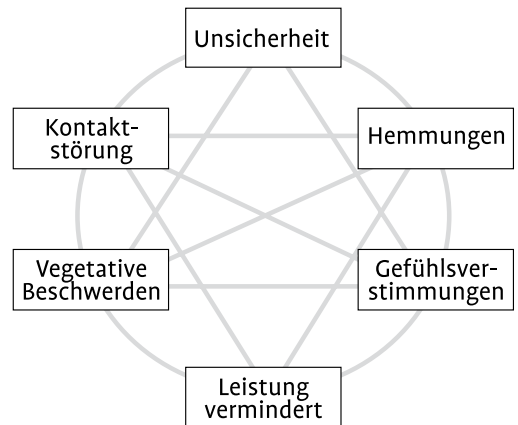 Unsicherheit
Kontakt-
störung
Hemmungen
Vegetative
Beschwerden
Gefühlsver-
stimmungen
Leistung
vermindert